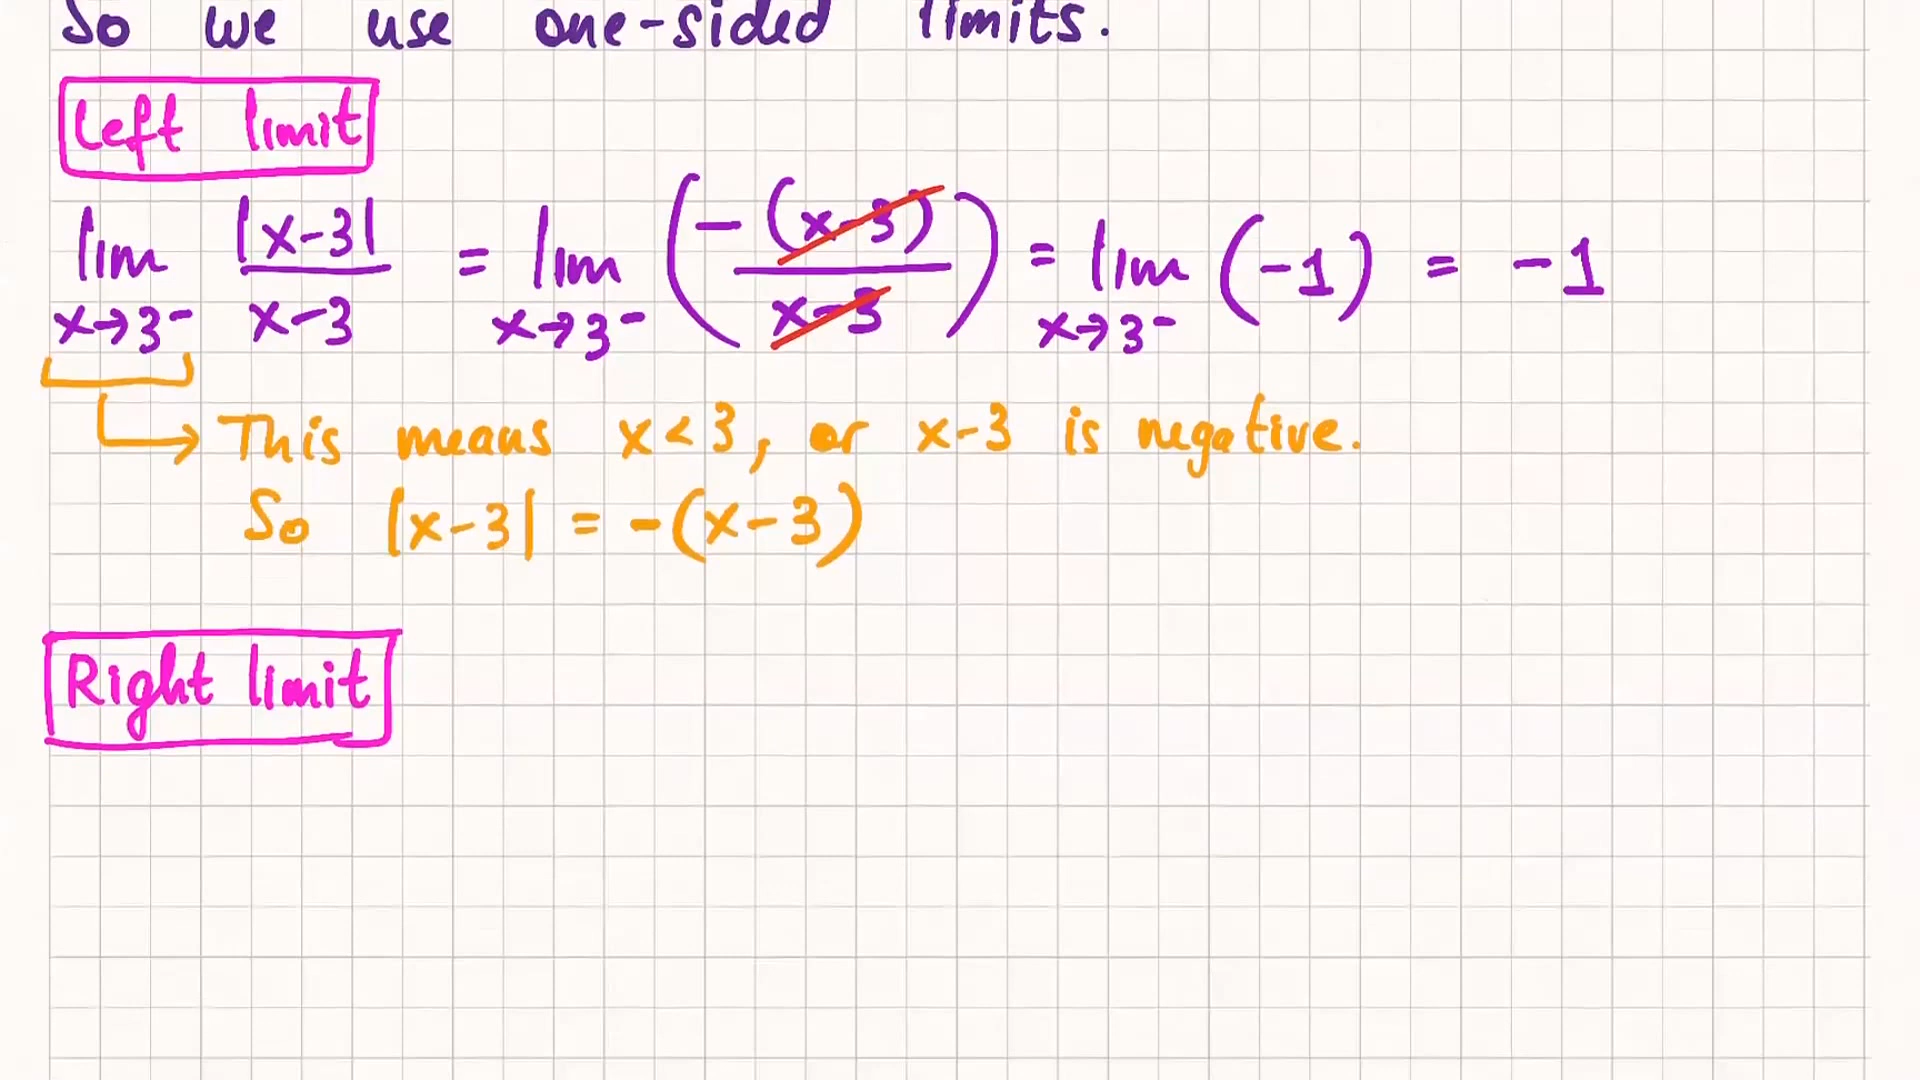 So we use one-sided limits.
Left limit
lim x→3⁻ |x-3| / x-3 = lim x→3⁻ (-(x-3) / x-3) = lim x→3⁻ (-1) = -1
This means x<3, or x-3 is negative.
So |x-3| = -(x-3)
Right limit